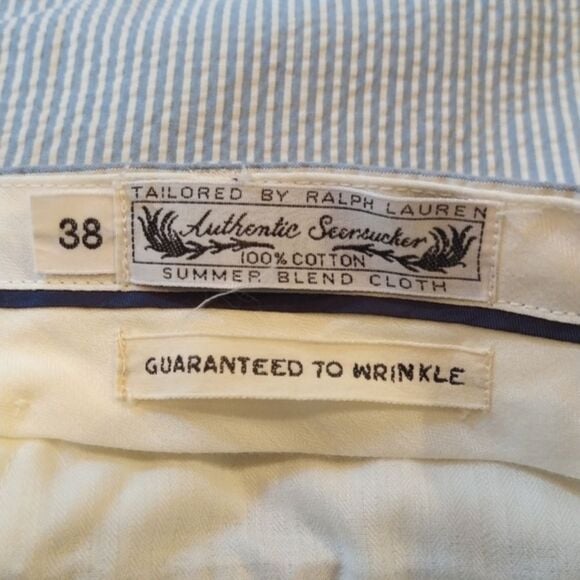 38
TAILORED BY RALPH LAUREN
Authentic Seersucker
100% COTTON
SUMMER BLEND CLOTH
GUARANTEED TO WRINKLE